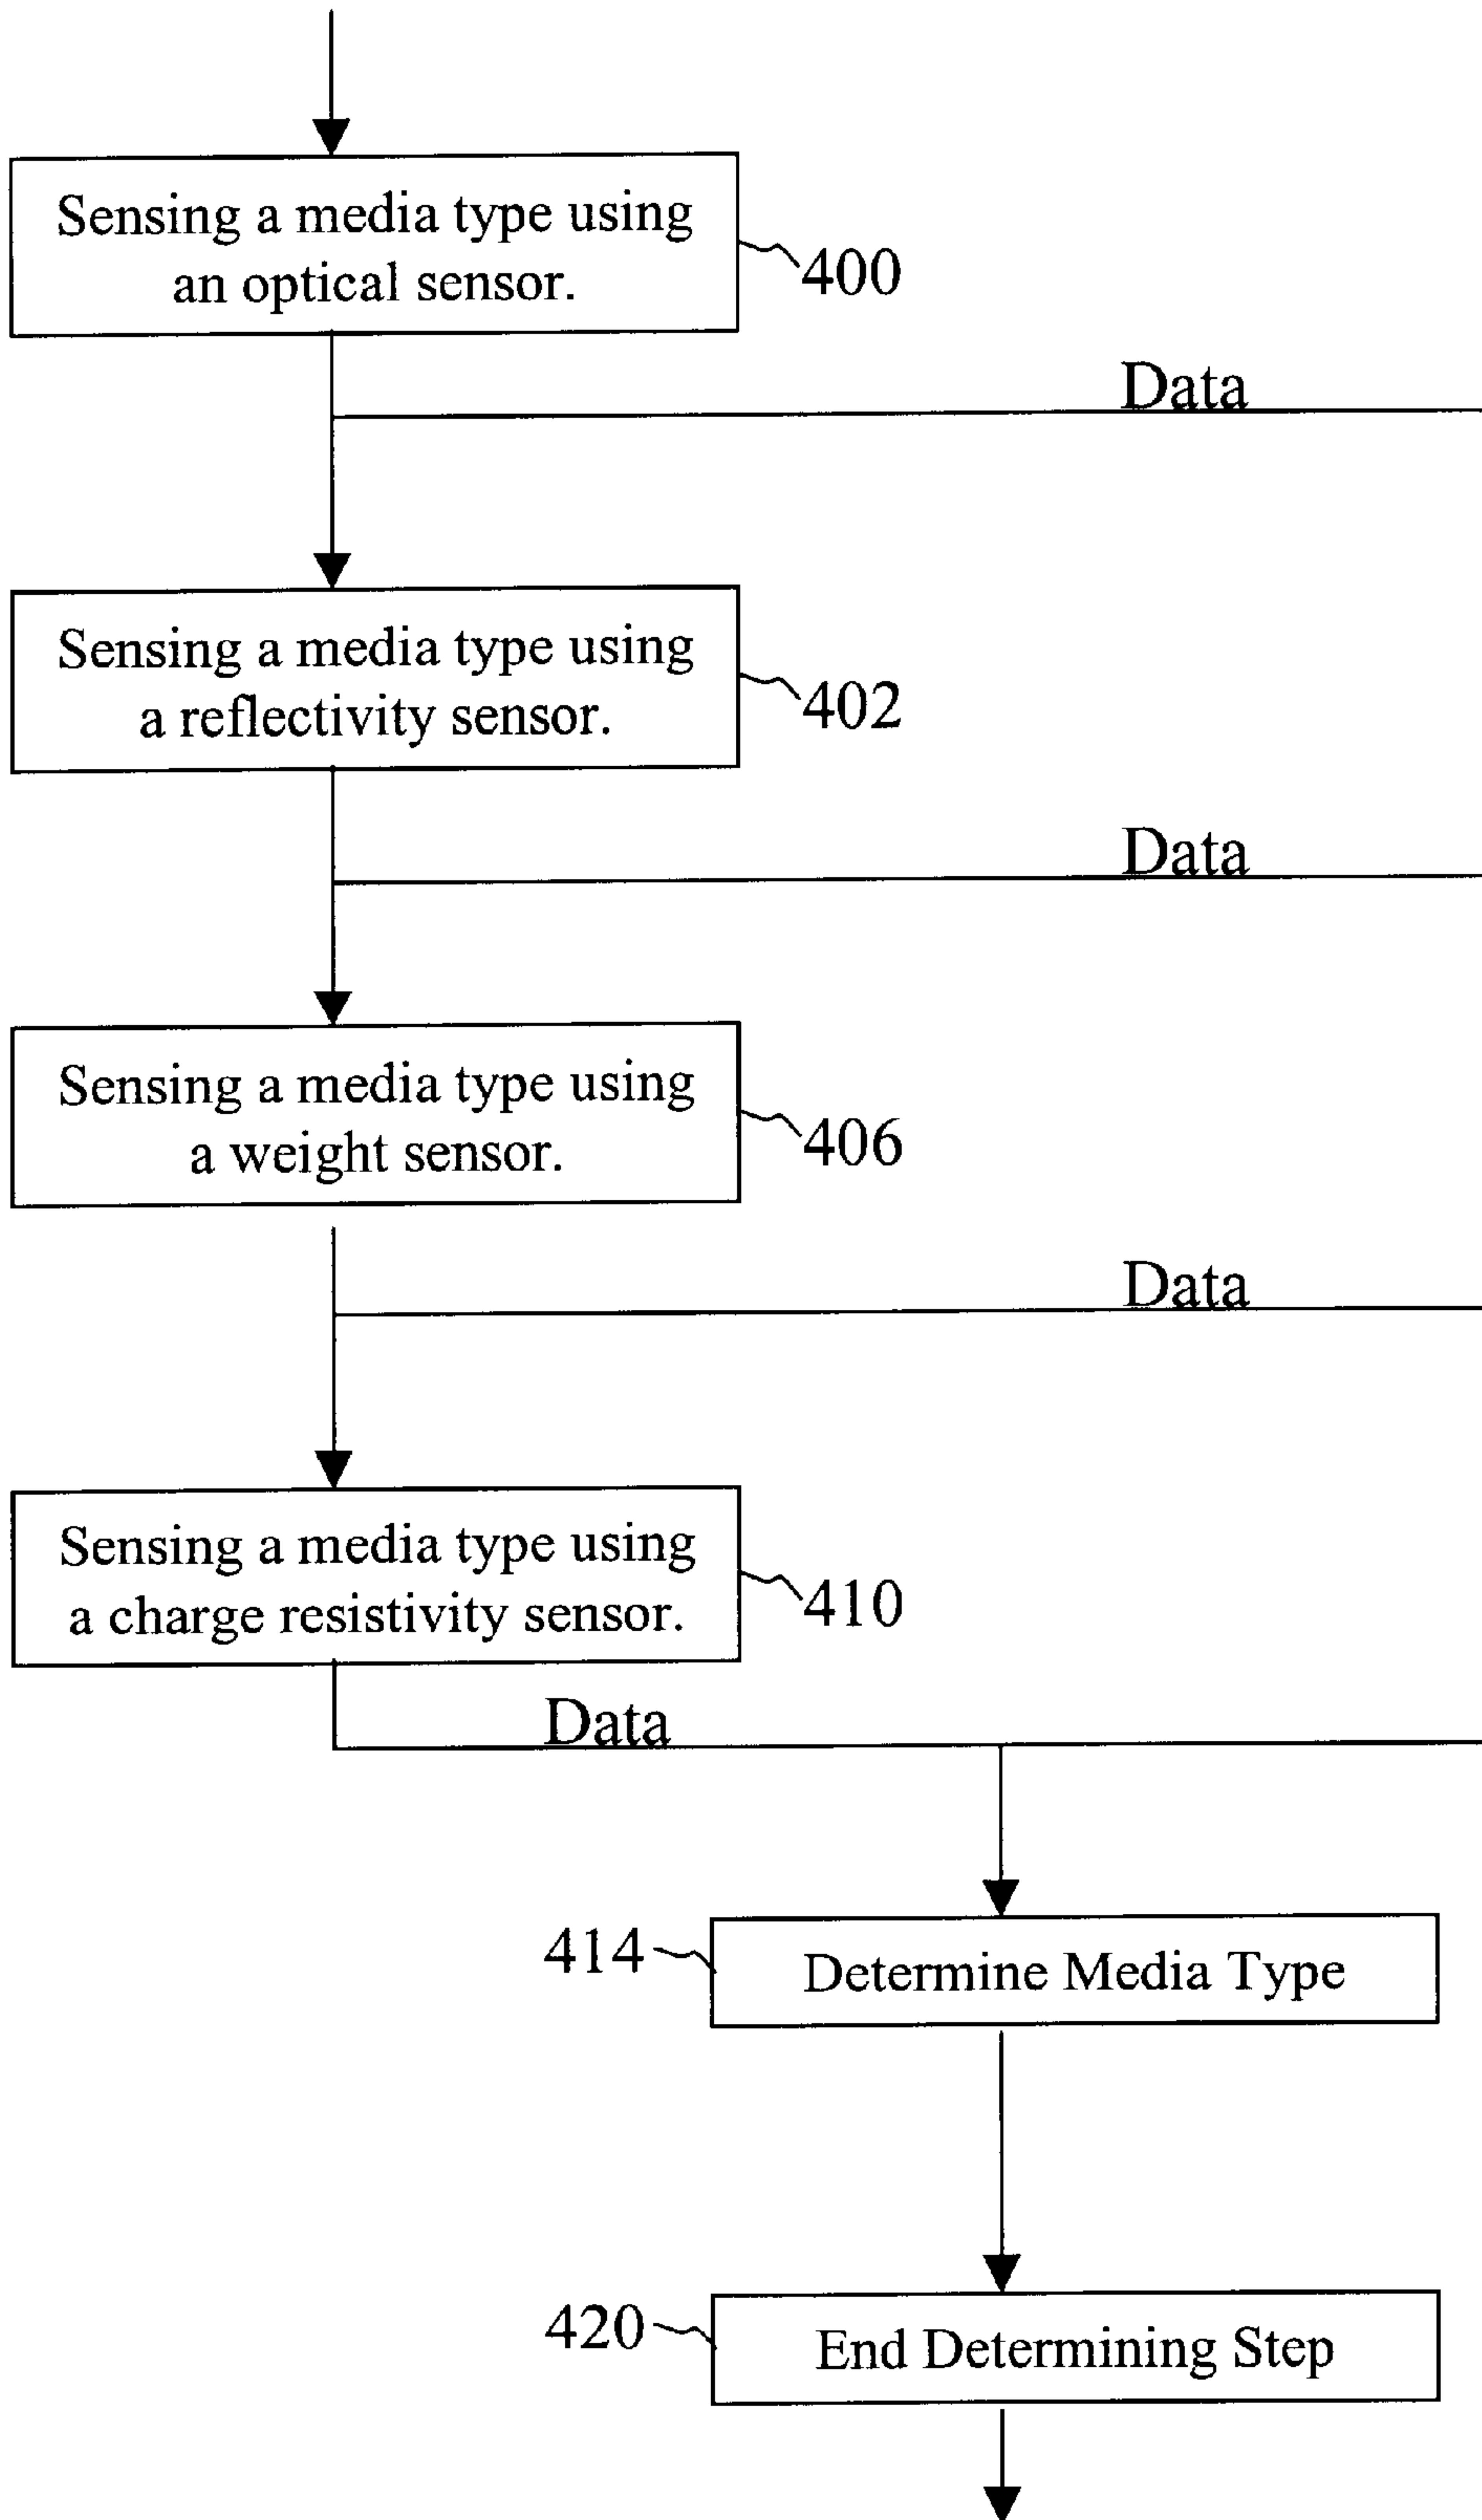 Sensing a media type using
an optical sensor.
400
Data
Sensing a media type using
a reflectivity sensor.
402
Data
Sensing a media type using
a weight sensor.
406
Data
Sensing a media type using
a charge resistivity sensor.
410
Data
414
Determine Media Type
420
End Determining Step